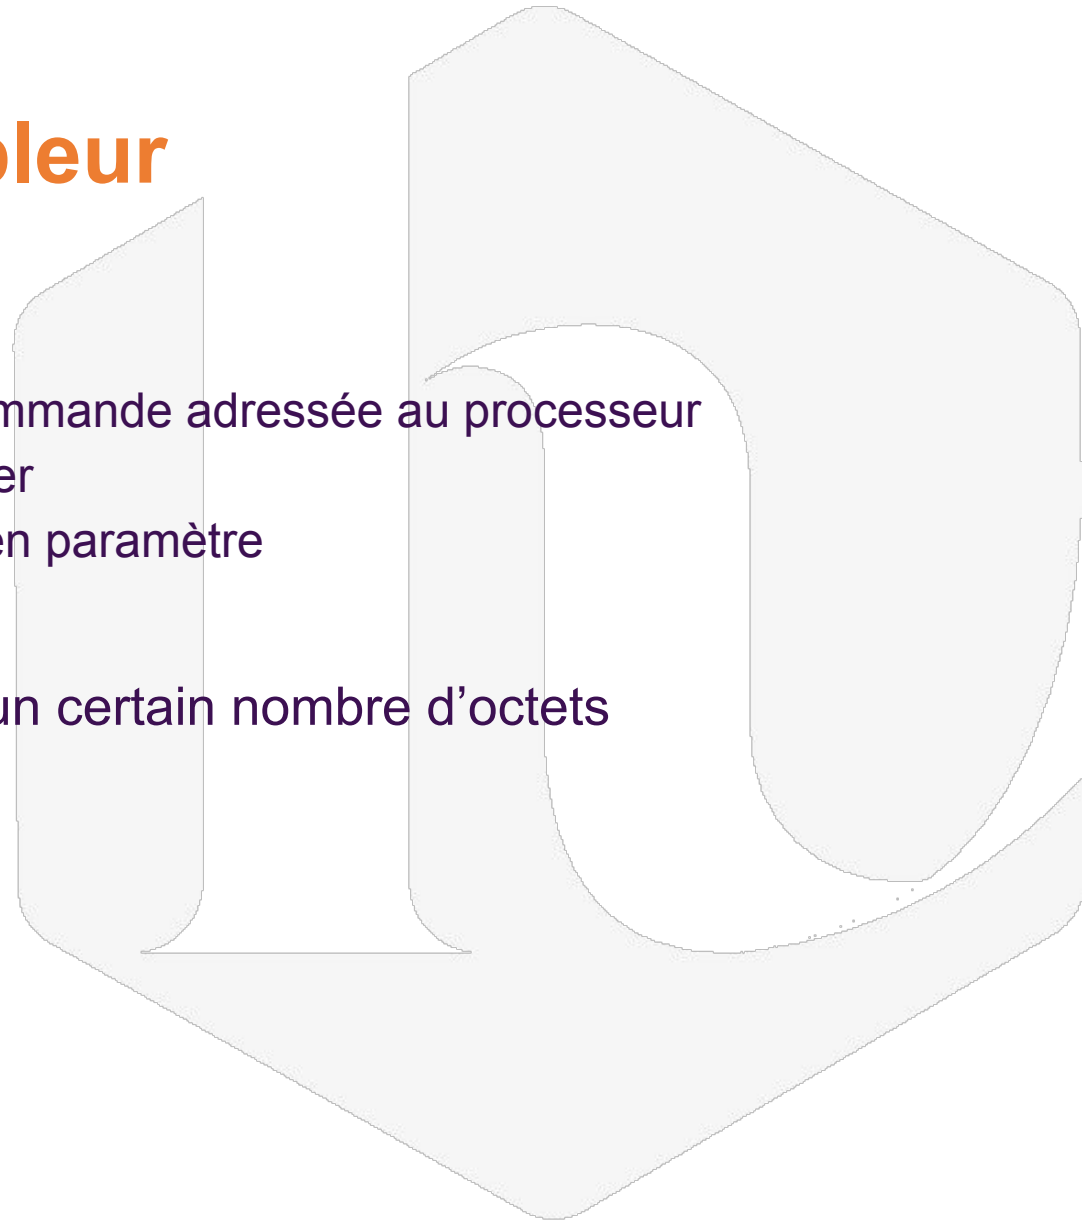 bleur
mmande adressée au processeur
er
en paramètre
un certain nombre d’octets